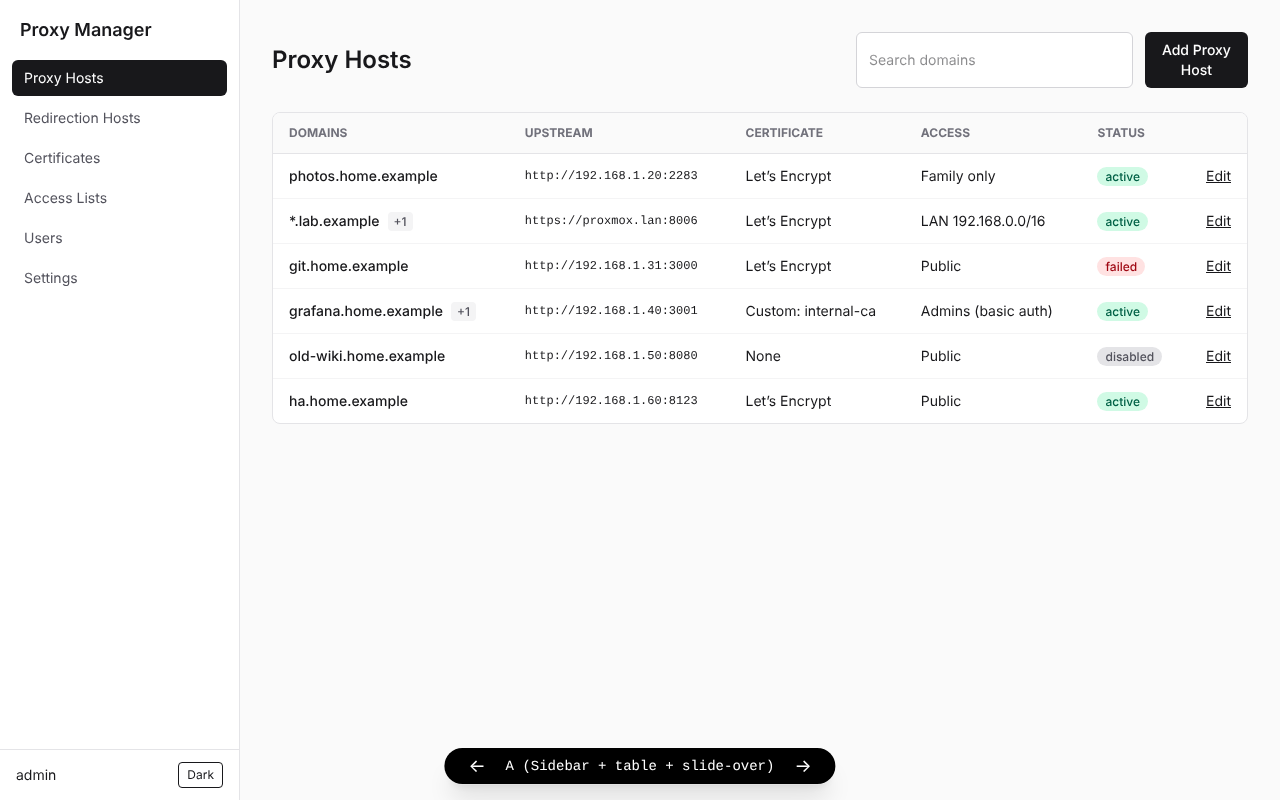 Proxy Manager
Proxy Hosts
Redirection Hosts
Certificates
Access Lists
Users
Settings
admin
Dark
Proxy Hosts
Search domains
Add Proxy
Host
DOMAINS UPSTREAM CERTIFICATE ACCESS STATUS
photos.home.example http://192.168.1.20:2283 Let’s Encrypt Family only active Edit
*.lab.example +1 https://proxmox.lan:8006 Let’s Encrypt LAN 192.168.0.0/16 active Edit
git.home.example http://192.168.1.31:3000 Let’s Encrypt Public failed Edit
grafana.home.example +1 http://192.168.1.40:3001 Custom: internal-ca Admins (basic auth) active Edit
old-wiki.home.example http://192.168.1.50:8080 None Public disabled Edit
ha.home.example http://192.168.1.60:8123 Let’s Encrypt Public active Edit
← A (Sidebar + table + slide-over) →